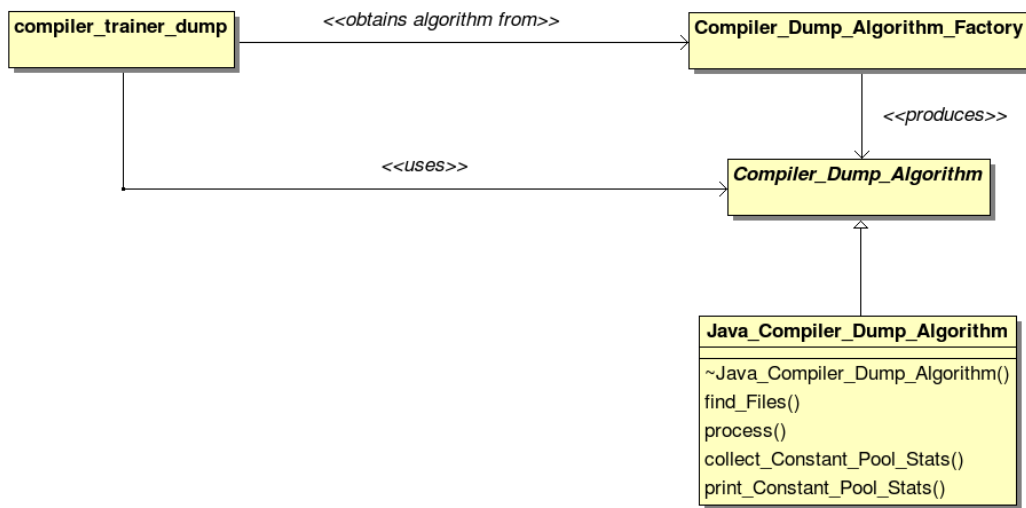 compiler_trainer_dump
<<obtains algorithm from>>
Compiler_Dump_Algorithm_Factory
<<produces>>
<<uses>>
Compiler_Dump_Algorithm
Java_Compiler_Dump_Algorithm
~Java_Compiler_Dump_Algorithm()
find_Files()
process()
collect_Constant_Pool_Stats()
print_Constant_Pool_Stats()